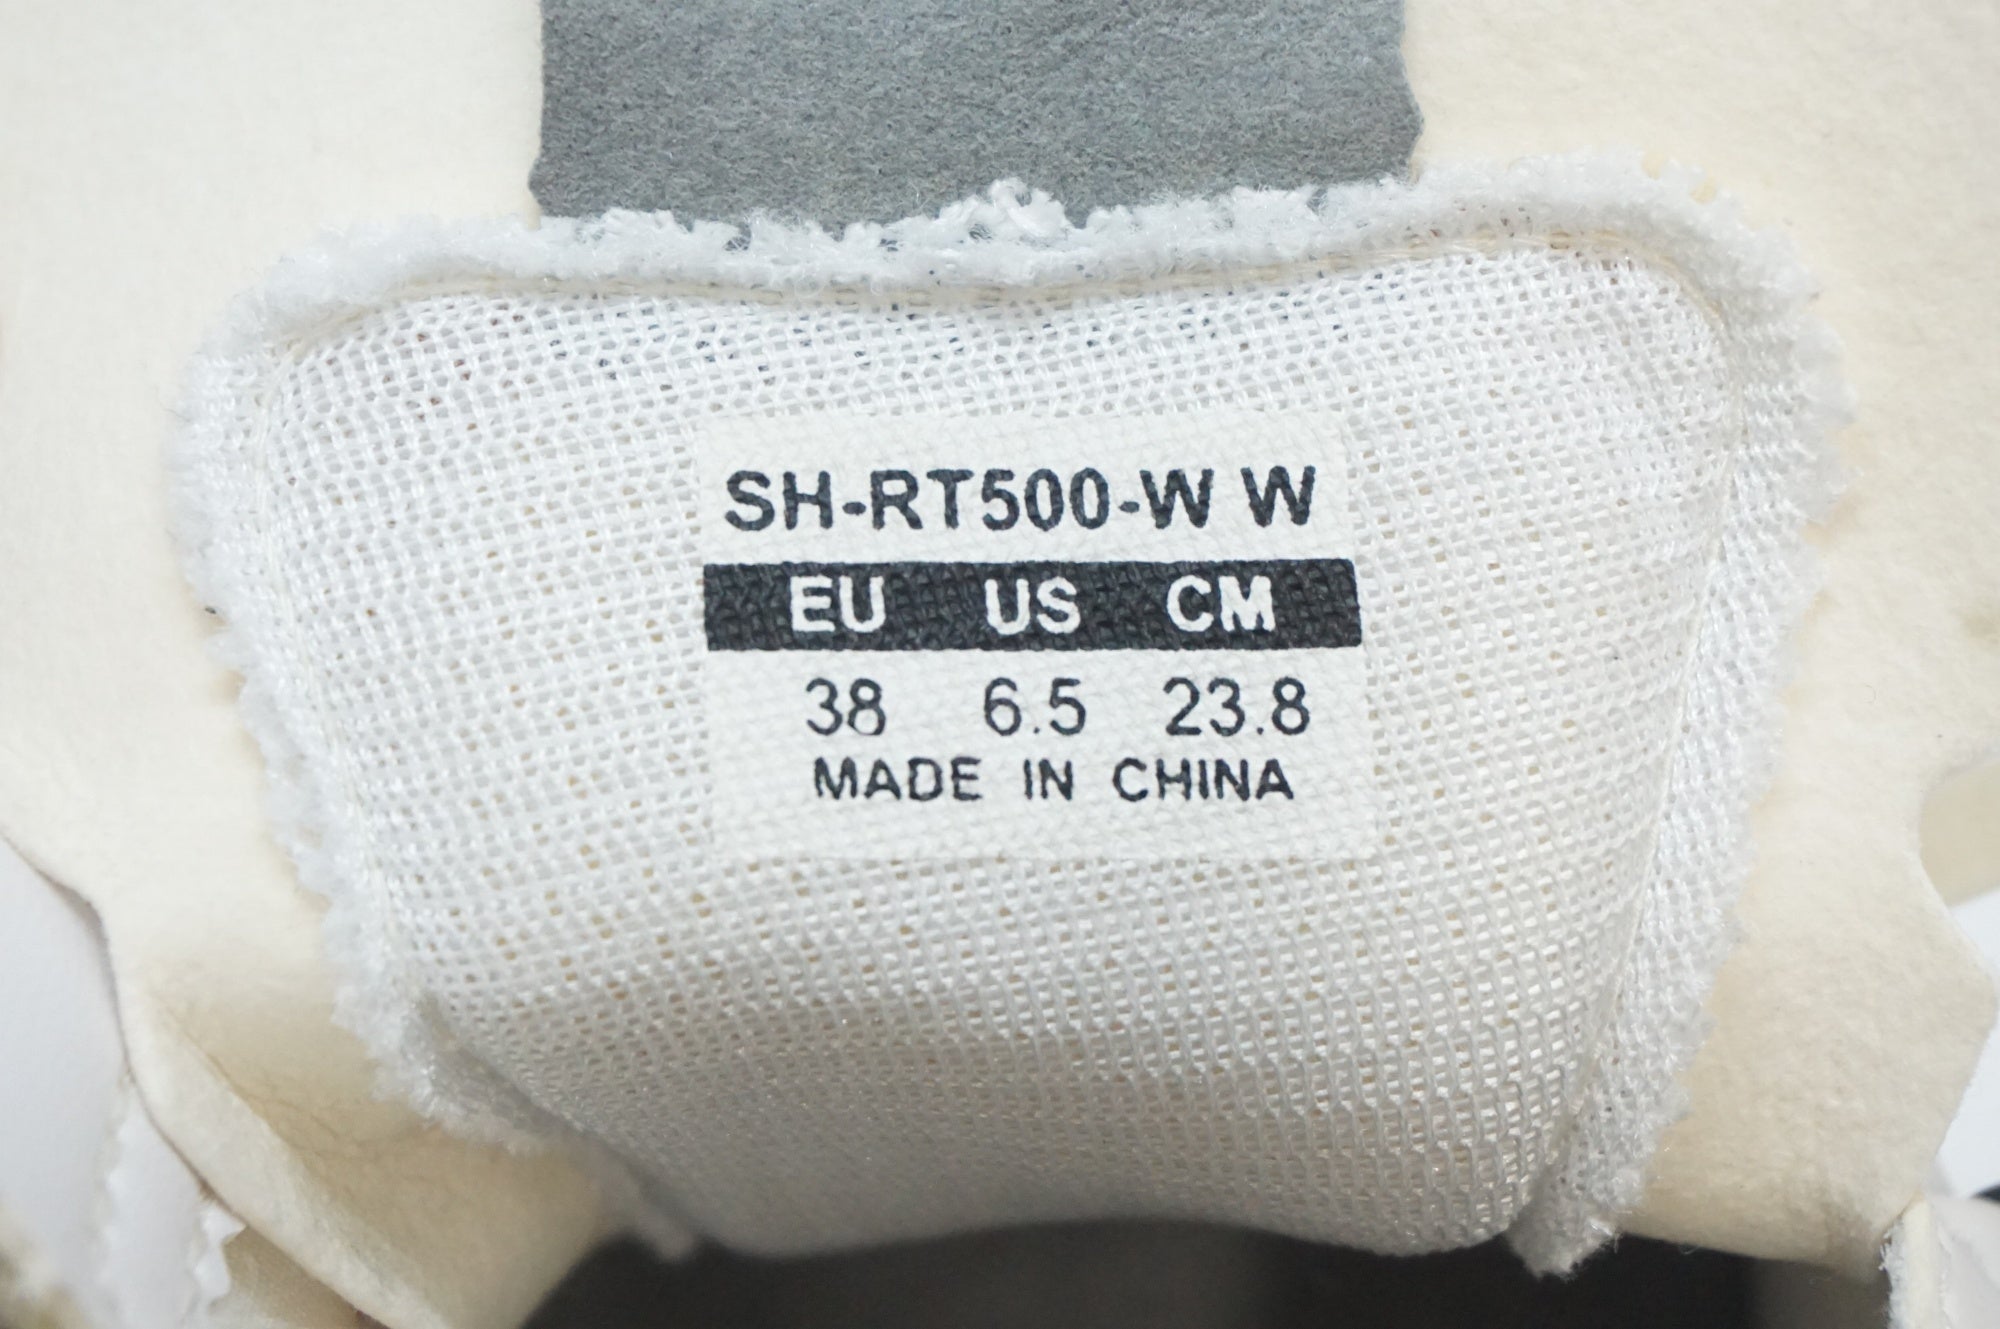 SH-RT500-W W
EU US CM
38 6.5 23.8
MADE IN CHINA